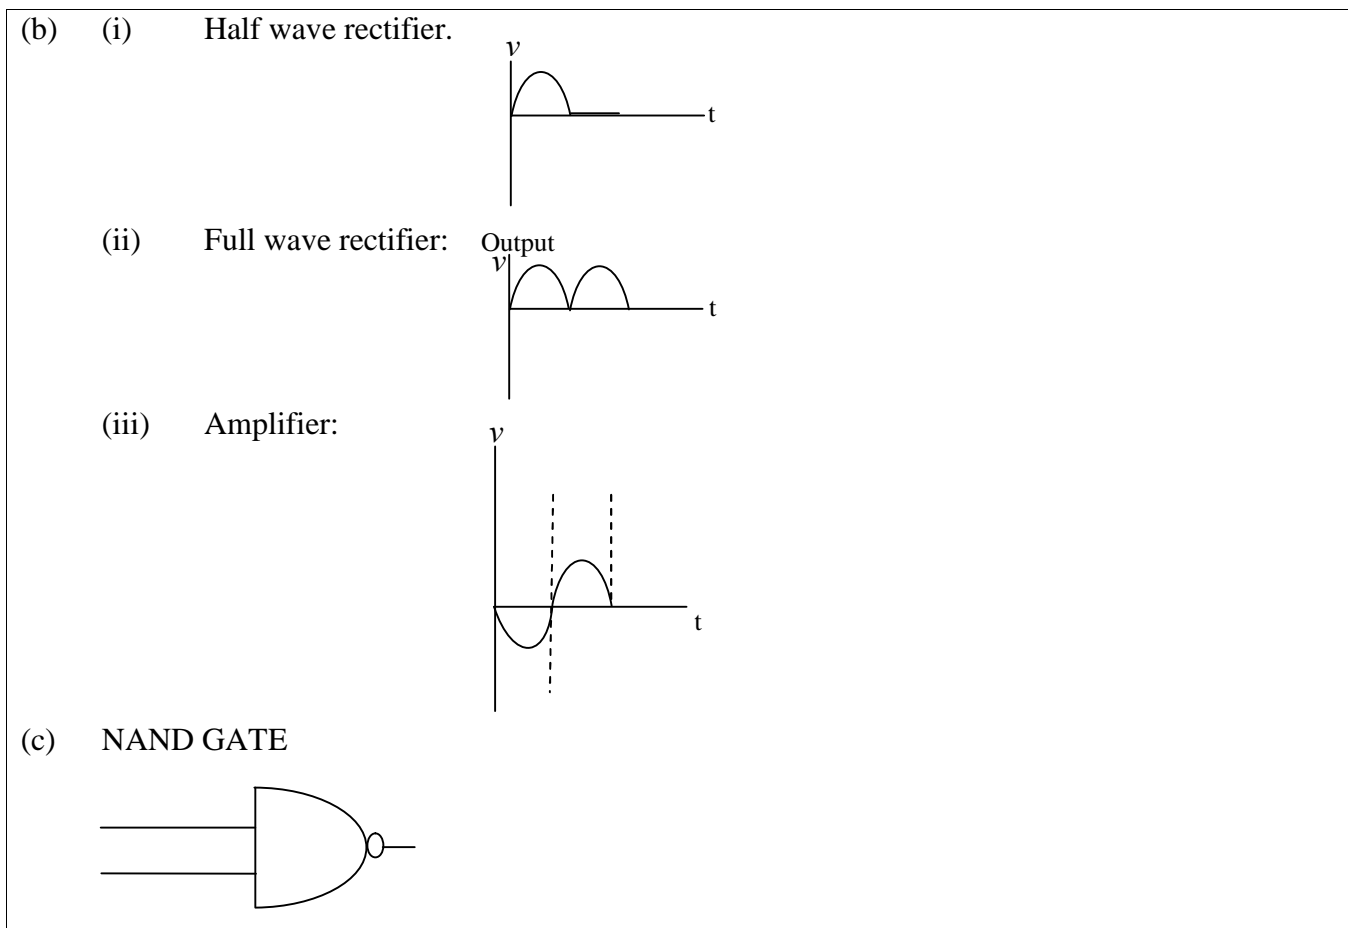 (b) (i) Half wave rectifier.
v
t
(ii) Full wave rectifier: Output
v
t
(iii) Amplifier:
v
t
(c) NAND GATE